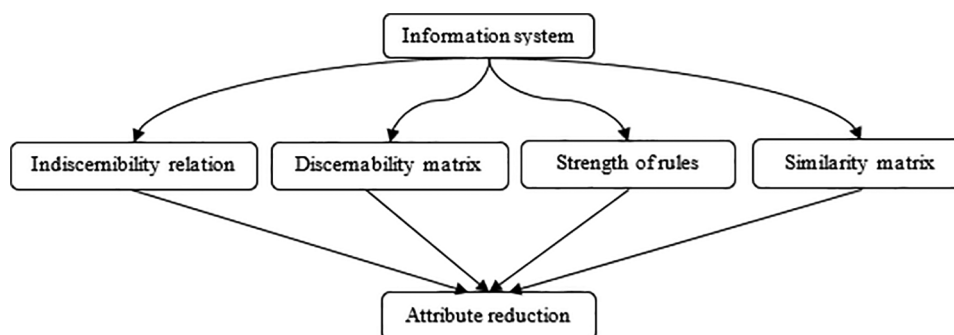 Information system
Indiscernibility relation
Discernability matrix
Strength of rules
Similarity matrix
Attribute reduction